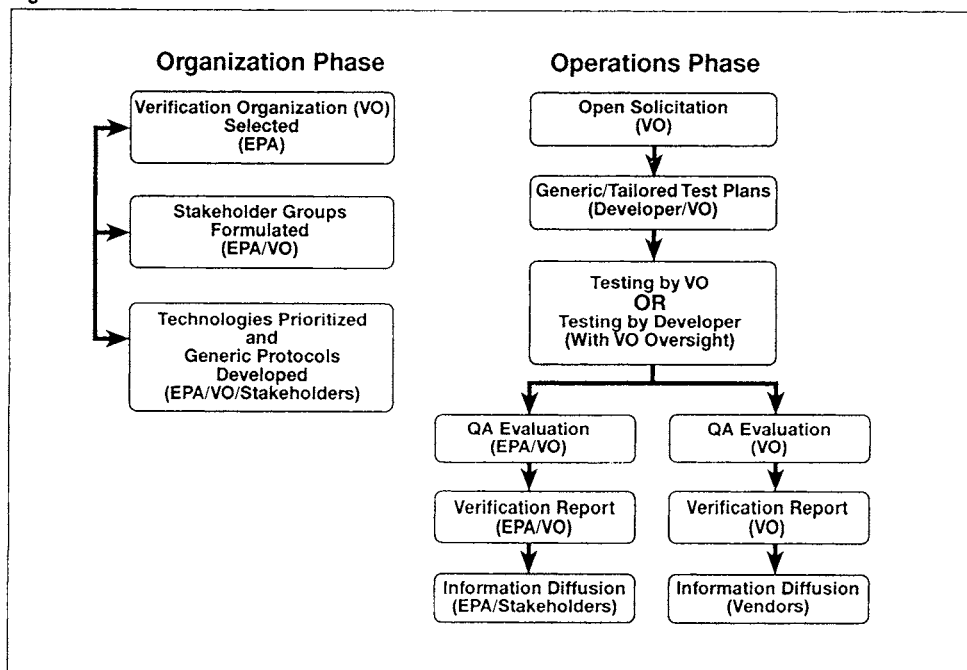 Organization Phase
Verification Organization (VO)
Selected
(EPA)
Stakeholder Groups
Formulated
(EPA/VO)
Technologies Prioritized
and
Generic Protocols
Developed
(EPA/VO/Stakeholders)
Operations Phase
Open Solicitation
(VO)
Generic/Tailored Test Plans
(Developer/VO)
Testing by VO
OR
Testing by Developer
(With VO Oversight)
QA Evaluation
(EPA/VO)
Verification Report
(EPA/VO)
Information Diffusion
(EPA/Stakeholders)
QA Evaluation
(VO)
Verification Report
(VO)
Information Diffusion
(Vendors)